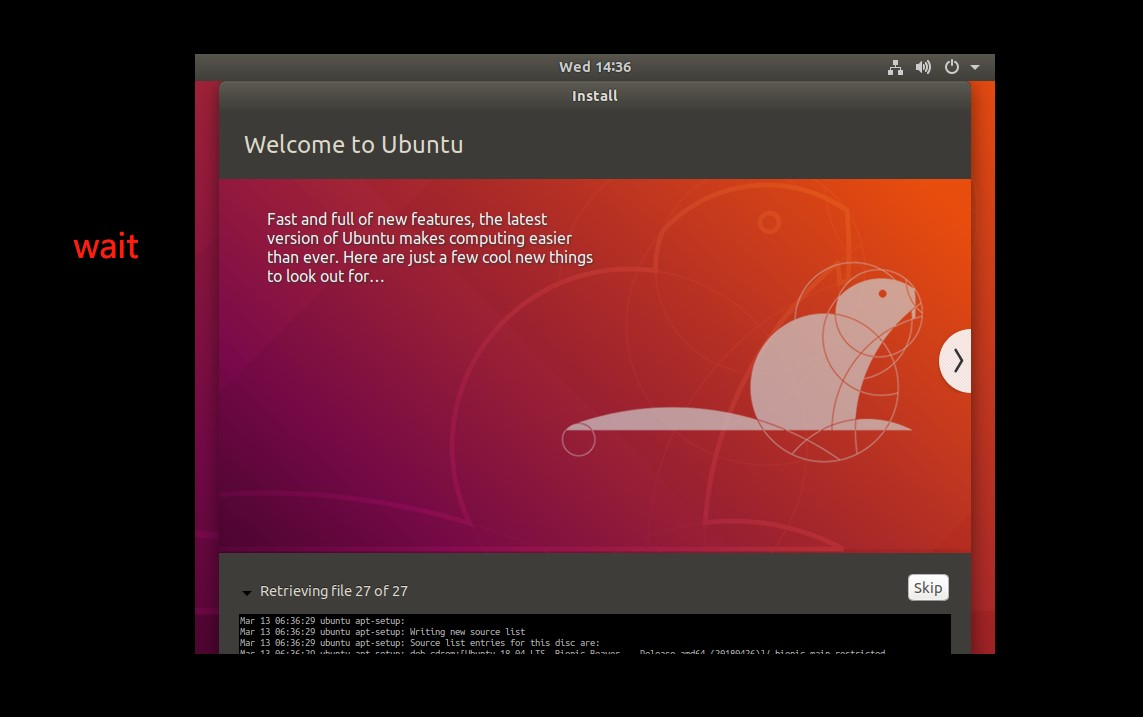 Wed 14:36
Install
Welcome to Ubuntu
wait
Fast and full of new features, the latest
version of Ubuntu makes computing easier
than ever. Here are just a few cool new things
to look out for…
Retrieving file 27 of 27
Skip
Mar 13 06:36:29 ubuntu apt-setup:
Mar 13 06:36:29 ubuntu apt-setup: Writing new source list
Mar 13 06:36:29 ubuntu apt-setup: Source list entries for this disc are:
Mar 13 06:36:29 ubuntu apt-setup: deb cdrom:[Ubuntu 18.04 LTS _Bionic Beaver_ - Release amd64 (20180426)]/ bionic main restricted